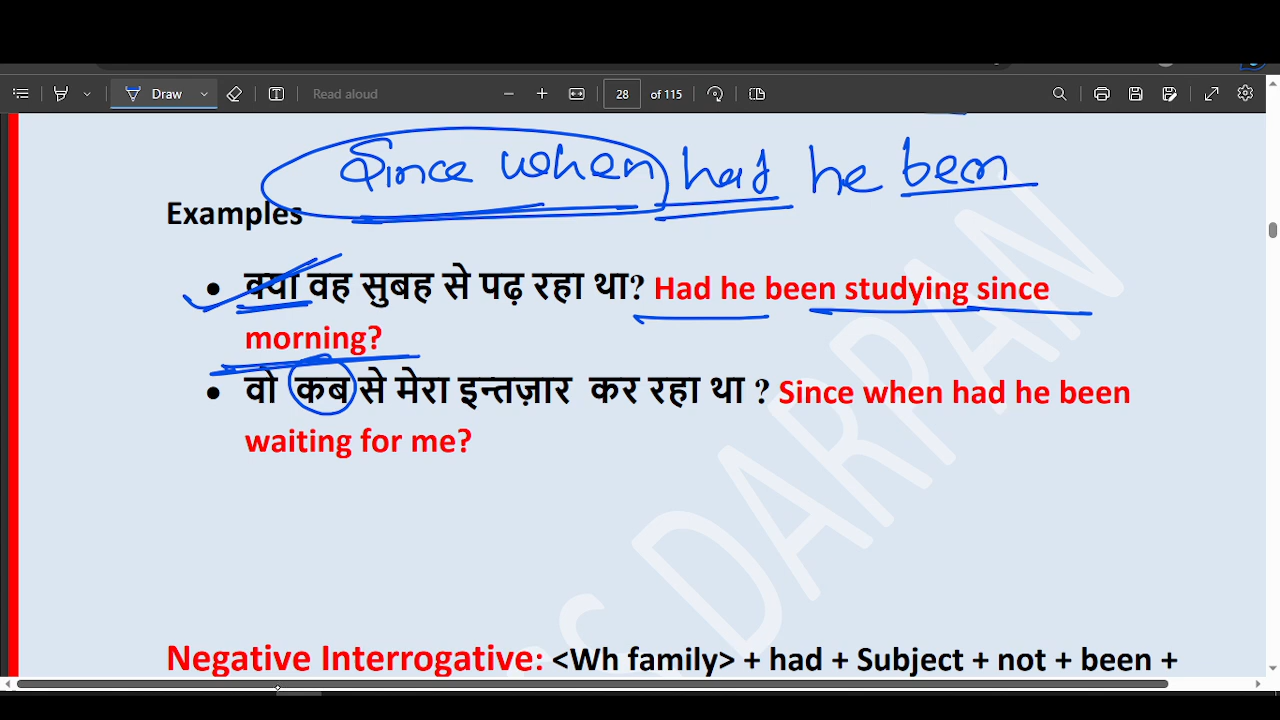 Draw
Read aloud
28 of 115
Since when had he been
Examples
• क्या वह सुबह से पढ़ रहा था? Had he been studying since
morning?
• वो कब से मेरा इन्तज़ार कर रहा था ? Since when had he been
waiting for me?
DARPAN
Negative Interrogative: <Wh family> + had + Subject + not + been +